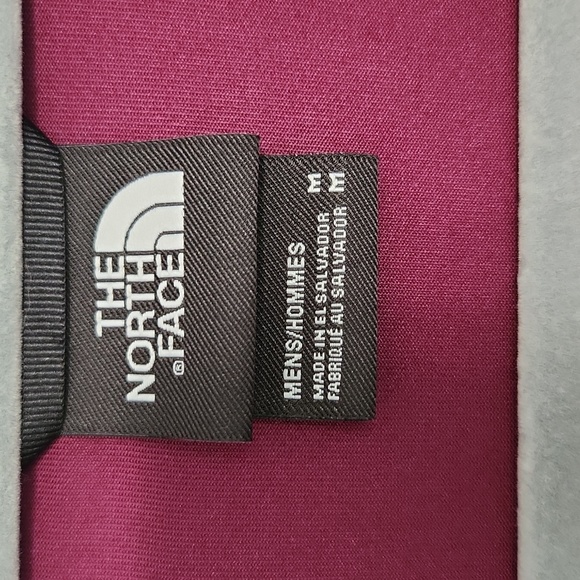 THE
NORTH
FACE®
M
M
MENS/HOMMES
MADE IN EL SALVADOR
FABRIQUÉ AU SALVADOR